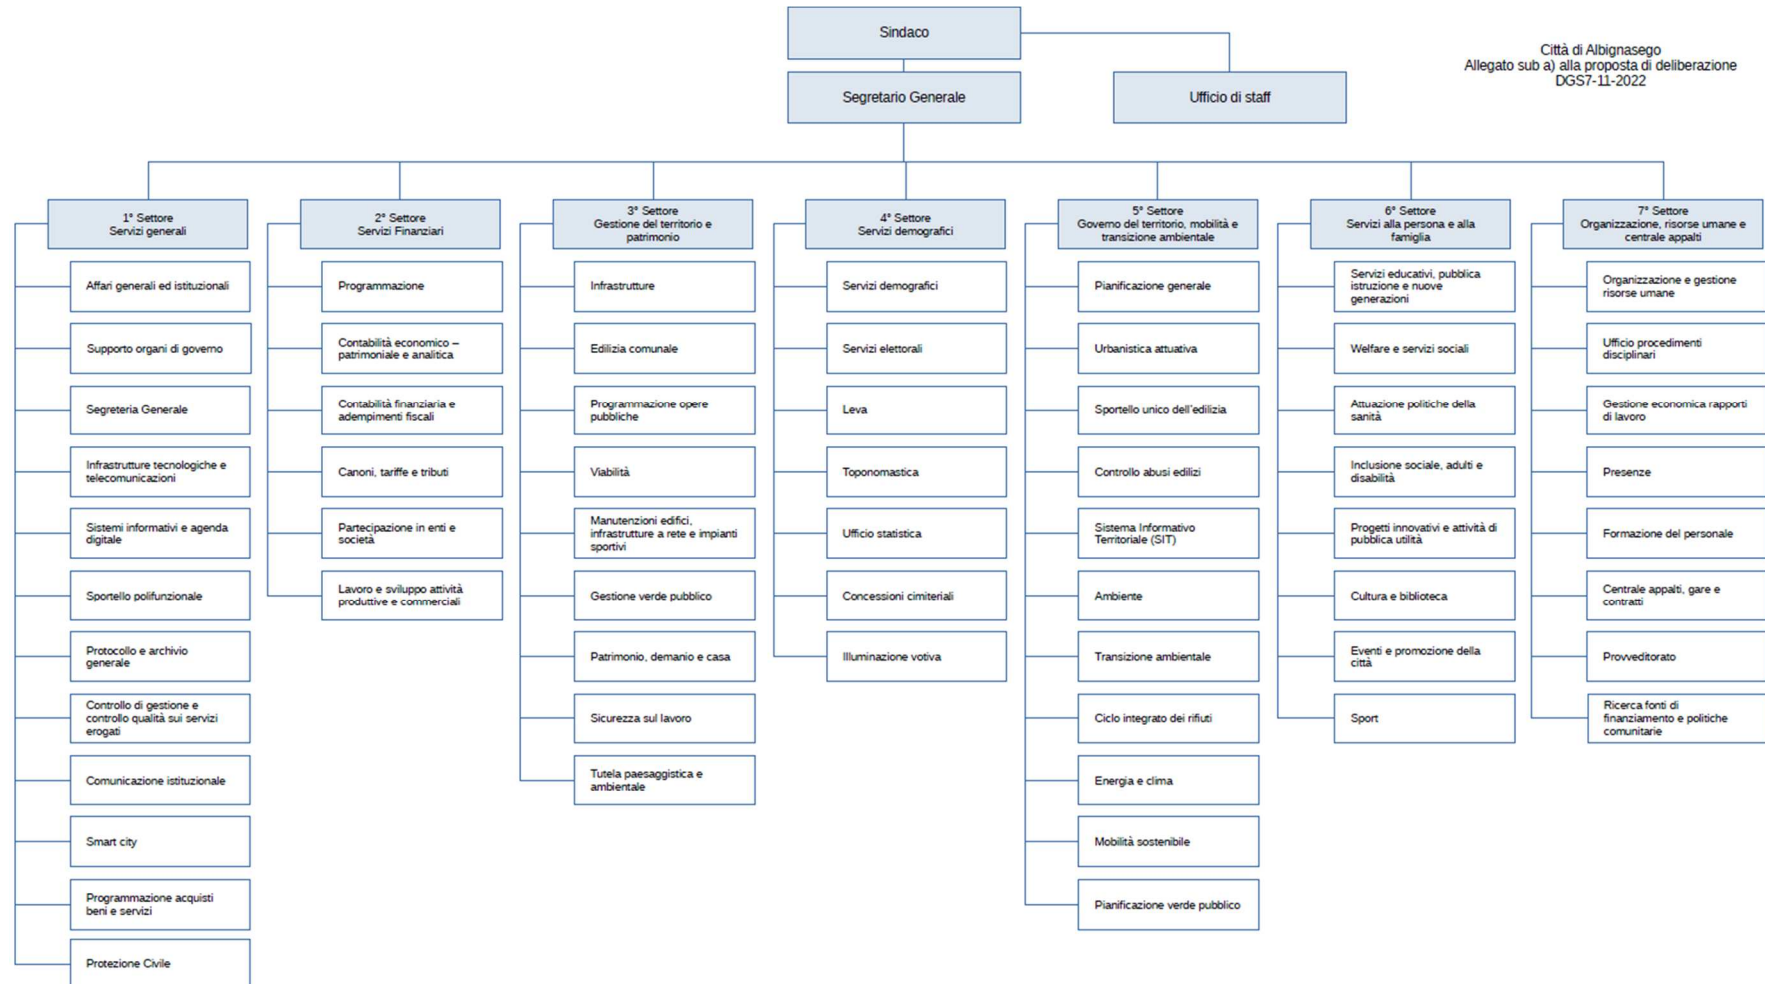 Sindaco
Città di Albignasego
Allegato sub a) alla proposta di deliberazione
DGS7-11-2022
Segretario Generale
Ufficio di staff
1° Settore
Servizi generali
Affari generali ed istituzionali
Supporto organi di governo
Segreteria Generale
Infrastrutture tecnologiche e
telecomunicazioni
Sistemi informativi e agenda
digitale
Sportello polifunzionale
Protocollo e archivio
generale
Controllo di gestione e
controllo qualità sui servizi
erogati
Comunicazione istituzionale
Smart city
Programmazione acquisti
beni e servizi
Protezione Civile
2° Settore
Servizi Finanziari
Programmazione
Contabilità economico –
patrimoniale e analitica
Contabilità finanziaria e
adempimenti fiscali
Canoni, tariffe e tributi
Partecipazione in enti e
società
Lavoro e sviluppo attività
produttive e commerciali
3° Settore
Gestione del territorio e
patrimonio
Infrastrutture
Edilizia comunale
Programmazione opere
pubbliche
Viabilità
Manutenzioni edifici,
infrastrutture a rete e impianti
sportivi
Gestione verde pubblico
Patrimonio, demanio e casa
Sicurezza sul lavoro
Tutela paesaggistica e
ambientale
4° Settore
Servizi demografici
Servizi demografici
Servizi elettorali
Leva
Toponomastica
Ufficio statistica
Concessioni cimiteriali
Illuminazione votiva
5° Settore
Governo del territorio, mobilità e
transizione ambientale
Pianificazione generale
Urbanistica attuativa
Sportello unico dell'edilizia
Controllo abusi edilizi
Sistema Informativo
Territoriale (SIT)
Ambiente
Transizione ambientale
Ciclo integrato dei rifiuti
Energia e clima
Mobilità sostenibile
Pianificazione verde pubblico
6° Settore
Servizi alla persona e alla
famiglia
Servizi educativi, pubblica
istruzione e nuove
generazioni
Welfare e servizi sociali
Attuazione politiche della
sanità
Inclusione sociale, adulti e
disabilità
Progetti innovativi e attività di
pubblica utilità
Cultura e biblioteca
Eventi e promozione della
città
Sport
7° Settore
Organizzazione, risorse umane e
centrale appalti
Organizzazione e gestione
risorse umane
Ufficio procedimenti
disciplinari
Gestione economica rapporti
di lavoro
Presenze
Formazione del personale
Centrale appalti, gare e
contratti
Provveditorato
Ricerca fonti di
finanziamento e politiche
comunitarie